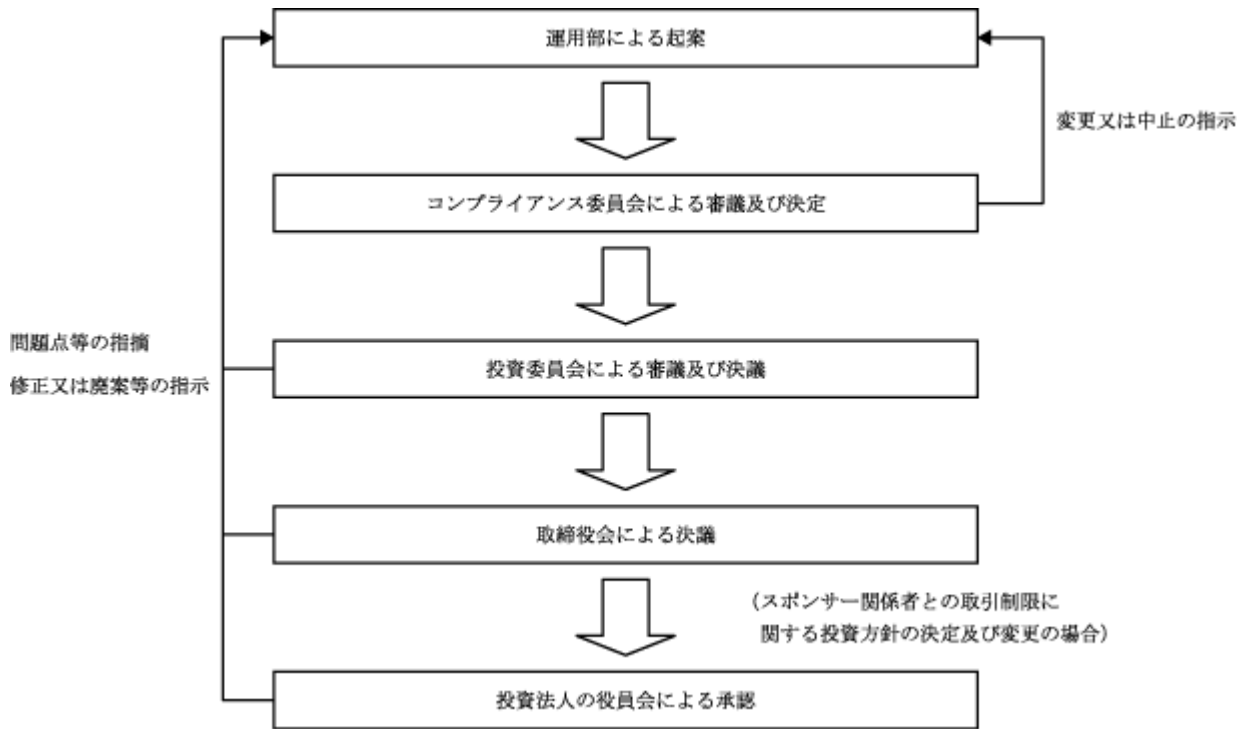 運用部による起案
変更又は中止の指示
コンプライアンス委員会による審議及び決定
問題点等の指摘
修正又は廃案等の指示
投資委員会による審議及び決議
取締役会による決議
（スポンサー関係者との取引制限に
関する投資方針の決定及び変更の場合）
投資法人の役員会による承認